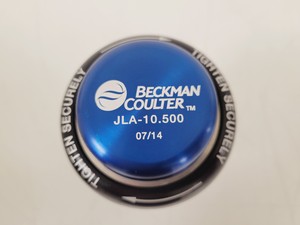 BECKMAN
COULTER™
JLA-10.500
07/14
TIGHTEN SECURELY
TIGHTEN SECURELY